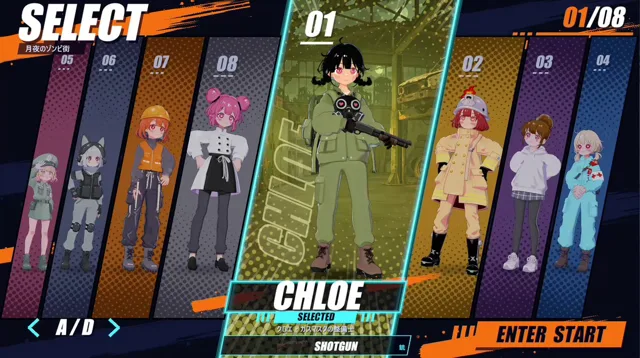 SELECT
月夜のゾンビ街
01/08
05
06
07
08
01
02
03
04
CHLOE
CHLOE
SELECTED
SHOTGUN
A / D
ENTER START